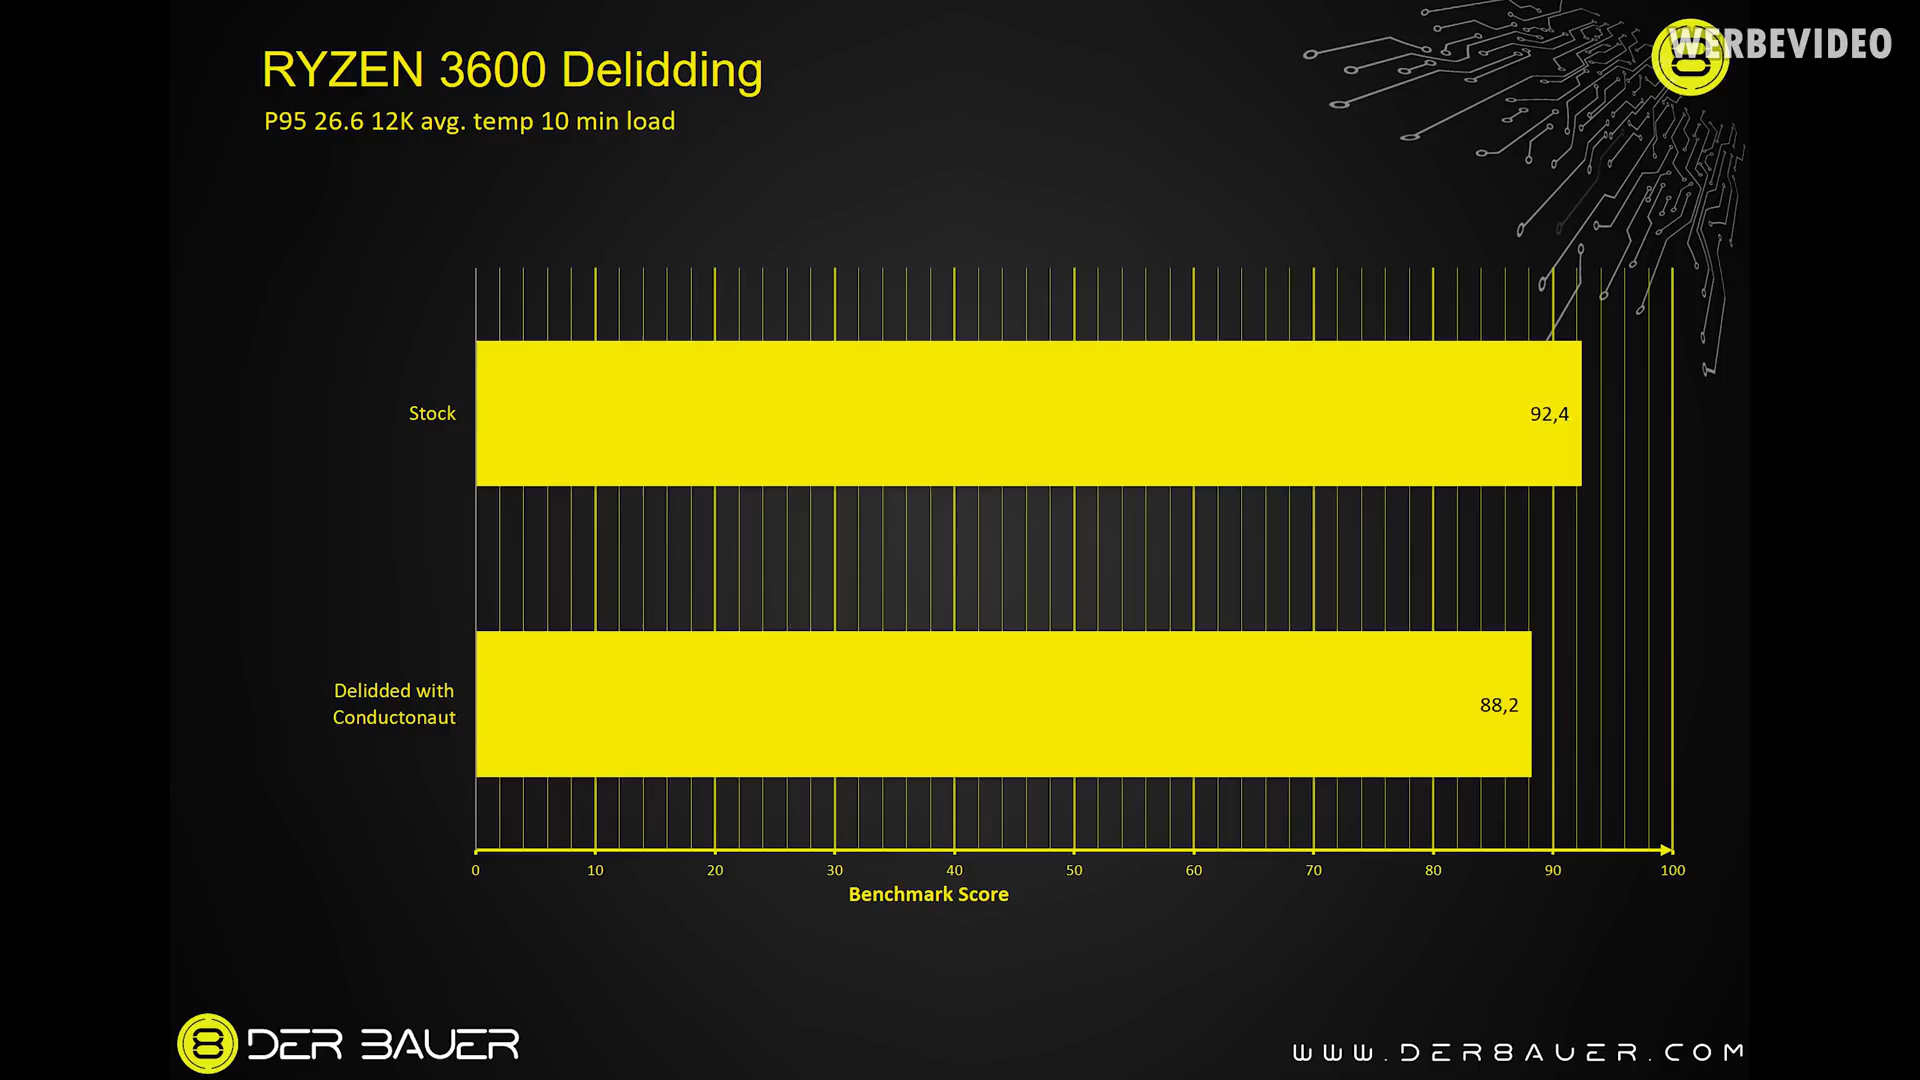 WERBEVIDEO
RYZEN 3600 Delidding
P95 26.6 12K avg. temp 10 min load
Stock
92,4
Delidded with
Conductonaut
88,2
0 10 20 30 40 50 60 70 80 90 100
Benchmark Score
8 DER BAUER
WWW.DER8AUER.COM